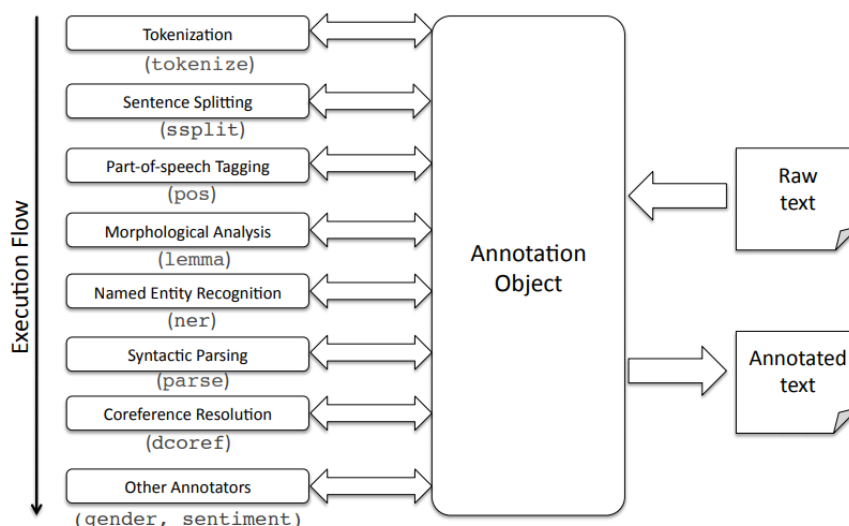 Execution Flow
Tokenization
(tokenize)
Sentence Splitting
(ssplit)
Part-of-speech Tagging
(pos)
Morphological Analysis
(lemma)
Named Entity Recognition
(ner)
Syntactic Parsing
(parse)
Coreference Resolution
(dcoref)
Other Annotators
(gender, sentiment)
Annotation
Object
Raw
text
Annotated
text